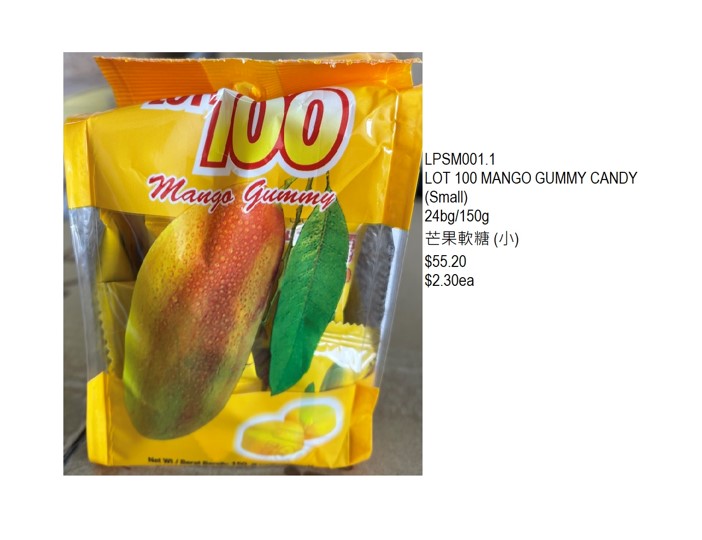 LOT 100
Mango Gummy
Net Wt / Berat Bersih
LPSM001.1
LOT 100 MANGO GUMMY CANDY
(Small)
24bg/150g
芒果軟糖 (小)
$55.20
$2.30ea